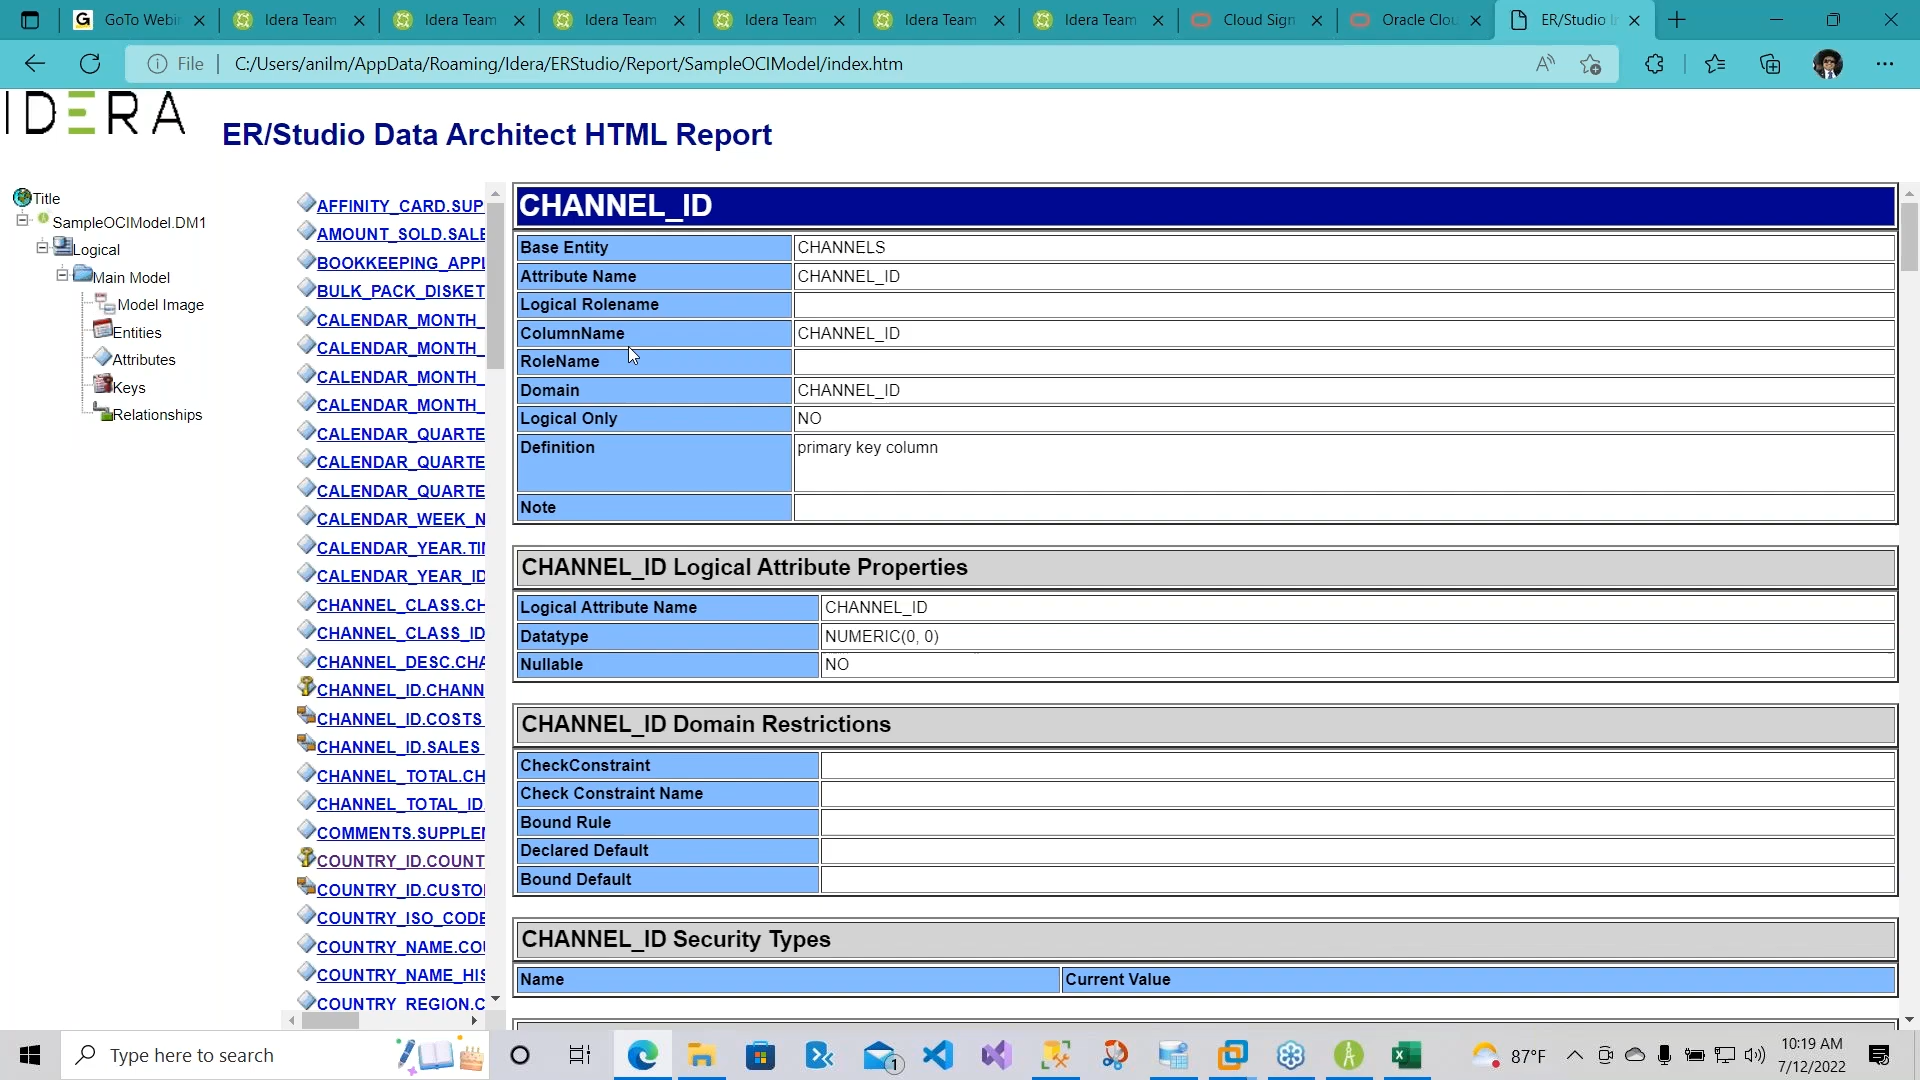 GoTo Webin
Idera Team
Idera Team
Idera Team
Idera Team
Idera Team
Idera Team
Cloud Sign
Oracle Clou
ER/Studio
File
C:/Users/anilm/AppData/Roaming/Idera/ERStudio/Report/SampleOCIModel/index.htm
IDERA
ER/Studio Data Architect HTML Report
Title
SampleOCIModel.DM1
Logical
Main Model
Model Image
Entities
Attributes
Keys
Relationships
AFFINITY_CARD.SUP
AMOUNT_SOLD.SALE
BOOKKEEPING_APPL
BULK_PACK_DISKET
CALENDAR_MONTH_
CALENDAR_MONTH_
CALENDAR_MONTH_
CALENDAR_MONTH_
CALENDAR_QUARTE
CALENDAR_QUARTE
CALENDAR_QUARTE
CALENDAR_WEEK_N
CALENDAR_YEAR.TI
CALENDAR_YEAR_ID
CHANNEL_CLASS.CH
CHANNEL_CLASS_ID
CHANNEL_DESC.CHA
CHANNEL_ID.CHANN
CHANNEL_ID.COSTS
CHANNEL_ID.SALES
CHANNEL_TOTAL.CH
CHANNEL_TOTAL_ID
COMMENTS.SUPPLEM
COUNTRY_ID.COUNT
COUNTRY_ID.CUSTO
COUNTRY_ISO_CODE
COUNTRY_NAME.COU
COUNTRY_NAME_HIS
COUNTRY_REGION.C
CHANNEL_ID
Base Entity CHANNELS
Attribute Name CHANNEL_ID
Logical Rolename
ColumnName CHANNEL_ID
RoleName
Domain CHANNEL_ID
Logical Only NO
Definition primary key column
Note
CHANNEL_ID Logical Attribute Properties
Logical Attribute Name CHANNEL_ID
Datatype NUMERIC(0, 0)
Nullable NO
CHANNEL_ID Domain Restrictions
CheckConstraint
Check Constraint Name
Bound Rule
Declared Default
Bound Default
CHANNEL_ID Security Types
Name Current Value
Type here to search
1
87°F
10:19 AM
7/12/2022